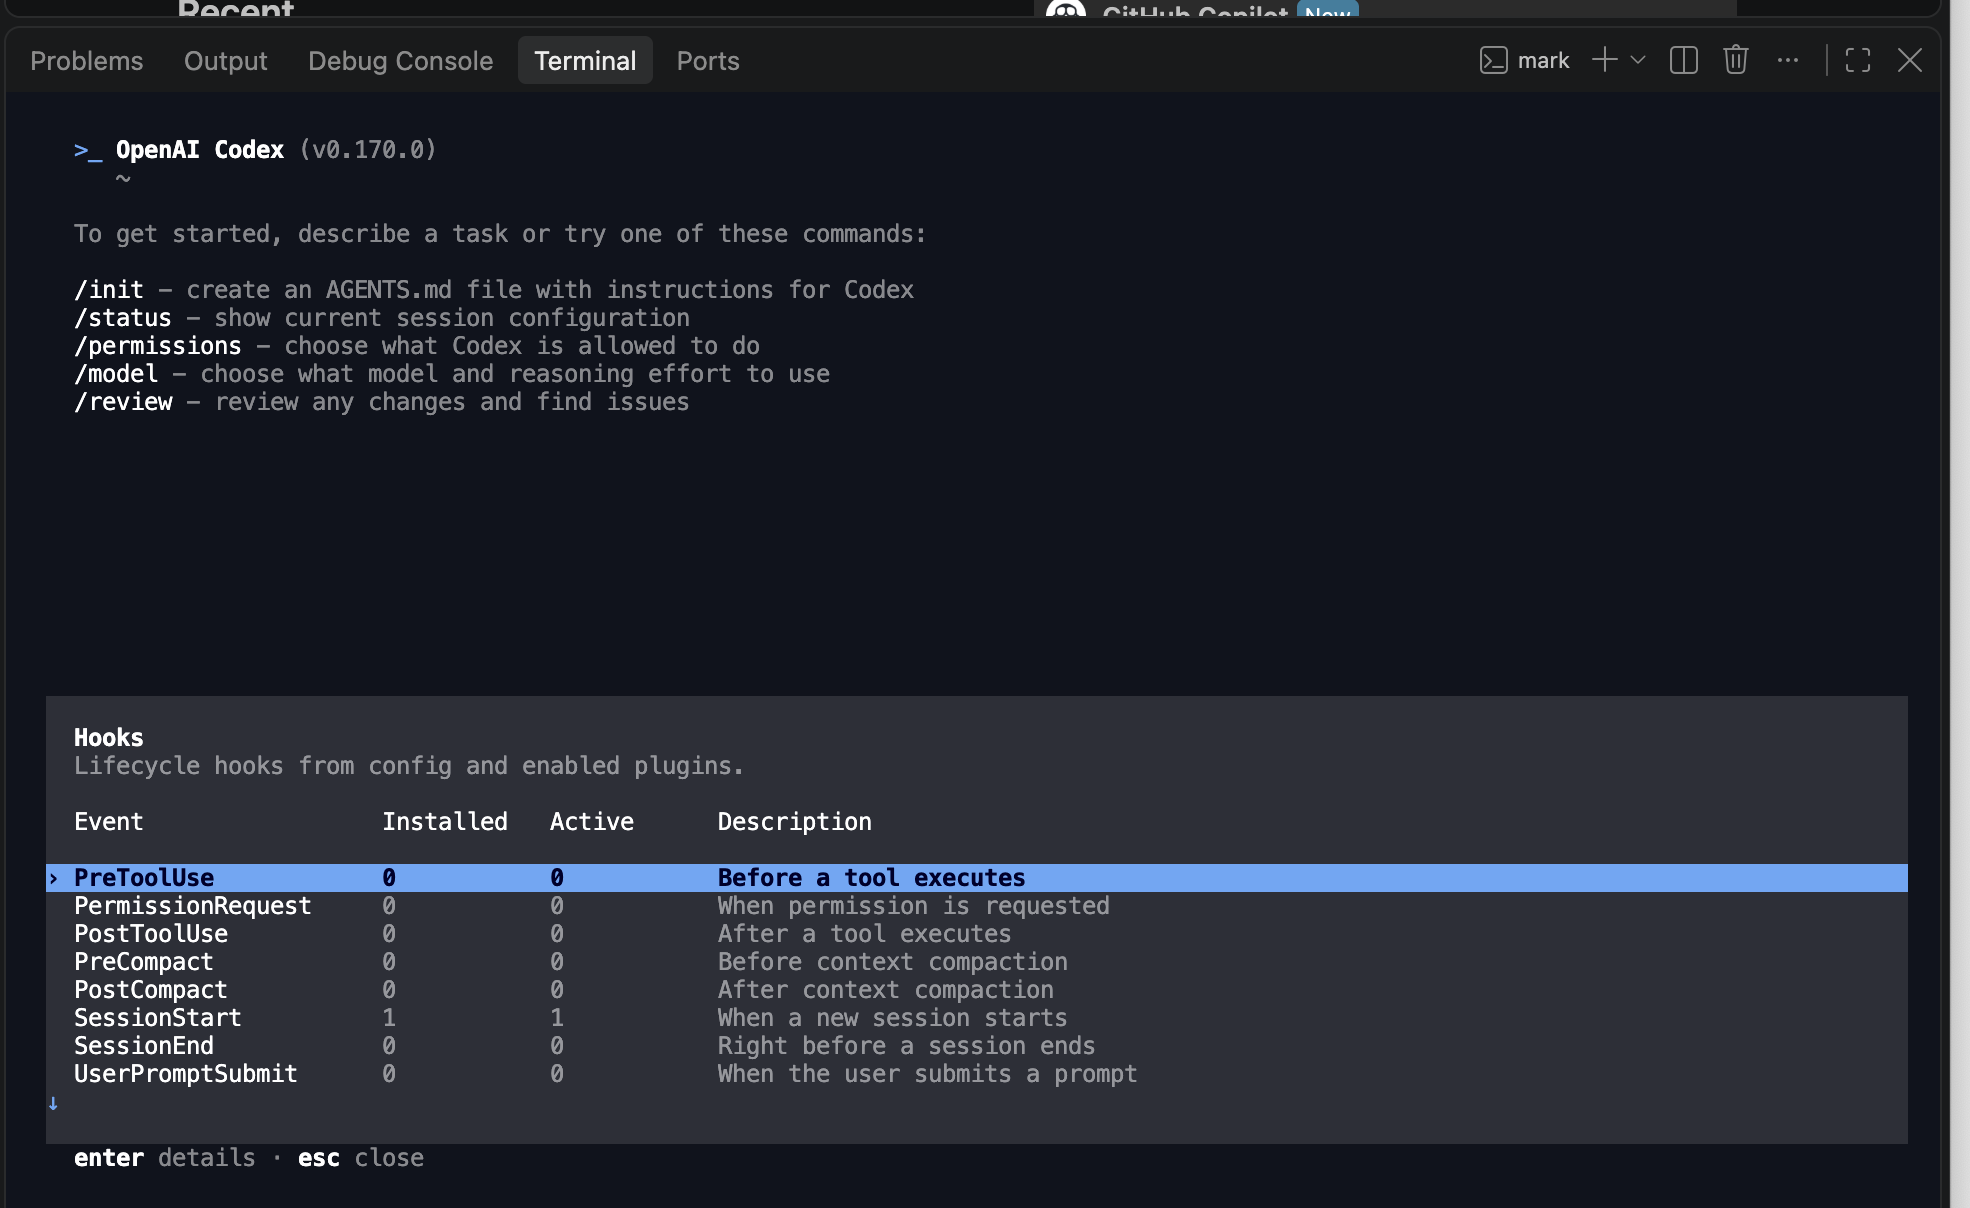 Recent
GitHub Copilot New
Problems Output Debug Console Terminal Ports mark
>_ OpenAI Codex (v0.170.0)
~
To get started, describe a task or try one of these commands:
/init – create an AGENTS.md file with instructions for Codex
/status – show current session configuration
/permissions – choose what Codex is allowed to do
/model – choose what model and reasoning effort to use
/review – review any changes and find issues
Hooks
Lifecycle hooks from config and enabled plugins.
Event Installed Active Description
› PreToolUse 0 0 Before a tool executes
PermissionRequest 0 0 When permission is requested
PostToolUse 0 0 After a tool executes
PreCompact 0 0 Before context compaction
PostCompact 0 0 After context compaction
SessionStart 1 1 When a new session starts
SessionEnd 0 0 Right before a session ends
UserPromptSubmit 0 0 When the user submits a prompt
↓
enter details · esc close